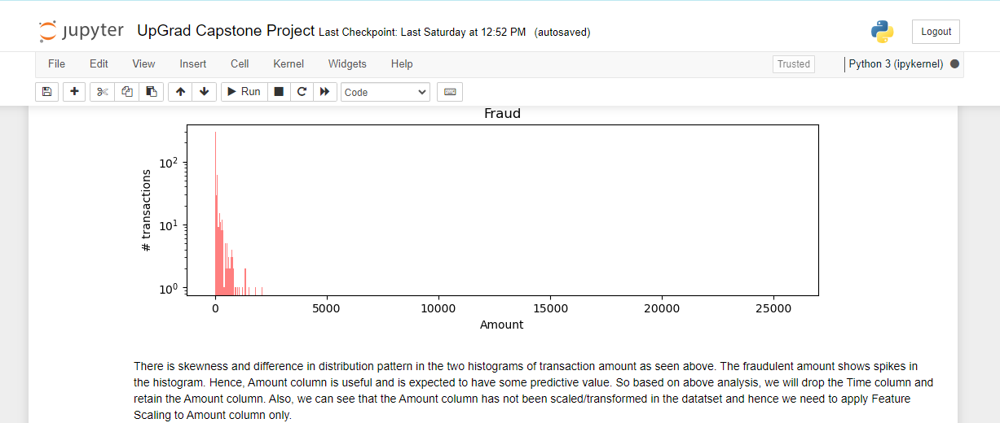 jupyter UpGrad Capstone Project Last Checkpoint: Last Saturday at 12:52 PM (autosaved) Logout
File Edit View Insert Cell Kernel Widgets Help Trusted Python 3 (ipykernel)
Run Code
Fraud
# transactions
10²
10¹
10⁰
0 5000 10000 15000 20000 25000
Amount
There is skewness and difference in distribution pattern in the two histograms of transaction amount as seen above. The fraudulent amount shows spikes in
the histogram. Hence, Amount column is useful and is expected to have some predictive value. So based on above analysis, we will drop the Time column and
retain the Amount column. Also, we can see that the Amount column has not been scaled/transformed in the datatset and hence we need to apply Feature
Scaling to Amount column only.